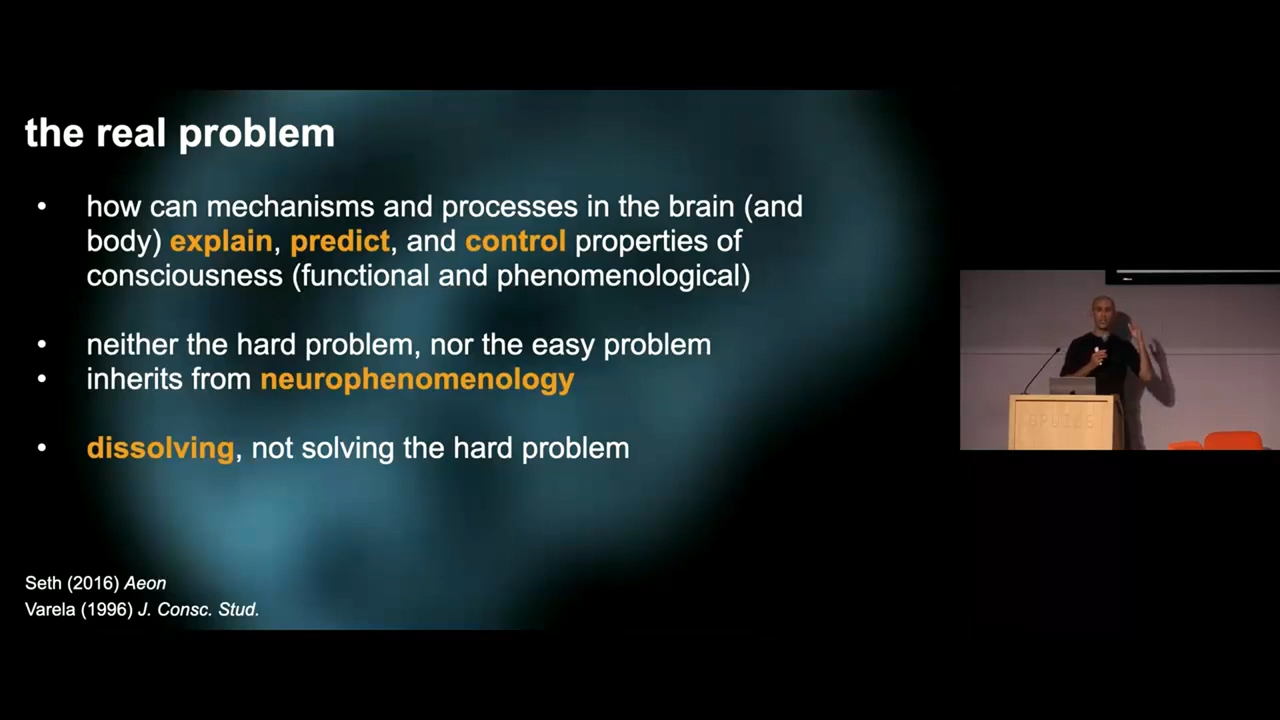 the real problem
• how can mechanisms and processes in the brain (and
body) explain, predict, and control properties of
consciousness (functional and phenomenological)
• neither the hard problem, nor the easy problem
• inherits from neurophenomenology
• dissolving, not solving the hard problem
Seth (2016) Aeon
Varela (1996) J. Consc. Stud.